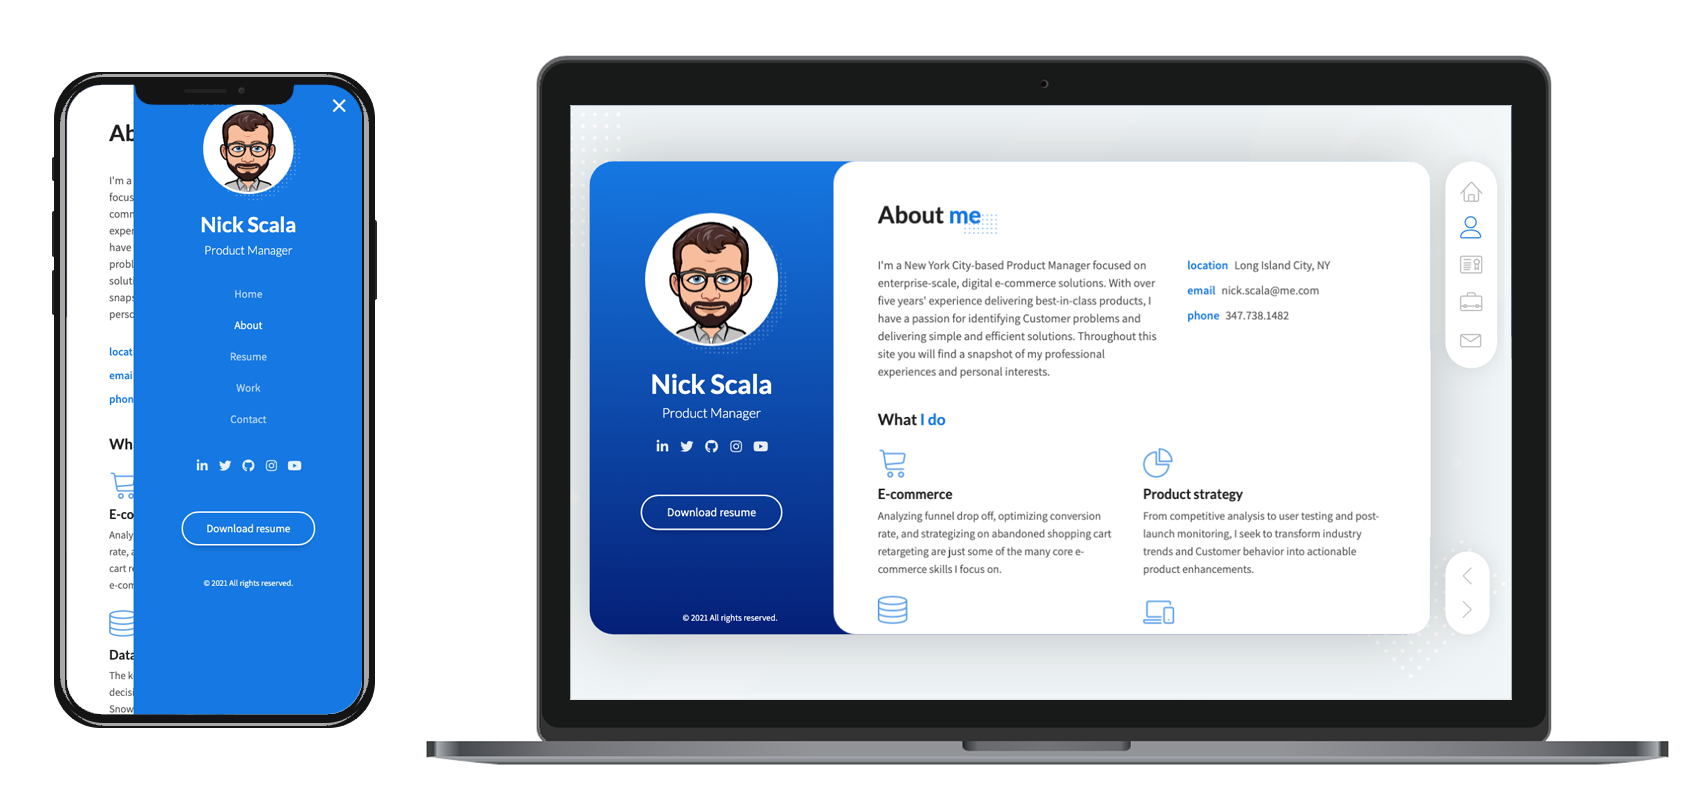 Ab
I'm a
focus
comm
exper
have
probl
soluti
snaps
perso
locat
emai
phon
Wh
E-co
Analy
rate, a
cart re
e-com
Data
The k
decisi
Snow
Nick Scala
Product Manager
Home
About
Resume
Work
Contact
in
Download resume
© 2021 All rights reserved.
Nick Scala
Product Manager
in
Download resume
© 2021 All rights reserved.
About me
I'm a New York City-based Product Manager focused on
enterprise-scale, digital e-commerce solutions. With over
five years' experience delivering best-in-class products, I
have a passion for identifying Customer problems and
delivering simple and efficient solutions. Throughout this
site you will find a snapshot of my professional
experiences and personal interests.
location Long Island City, NY
email nick.scala@me.com
phone 347.738.1482
What I do
E-commerce
Analyzing funnel drop off, optimizing conversion
rate, and strategizing on abandoned shopping cart
retargeting are just some of the many core e-
commerce skills I focus on.
Product strategy
From competitive analysis to user testing and post-
launch monitoring, I seek to transform industry
trends and Customer behavior into actionable
product enhancements.